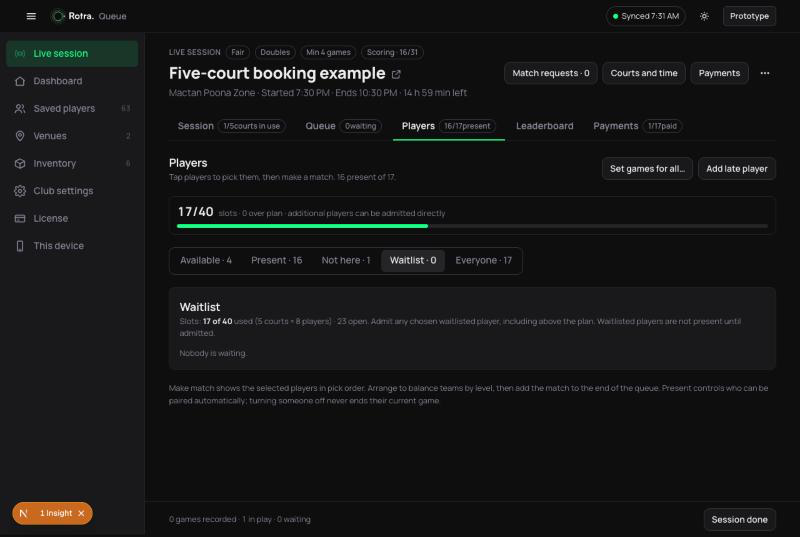 Rotra. Queue
Synced 7:31 AM
Prototype
Live session
Dashboard
Saved players 63
Venues 2
Inventory 6
Club settings
License
This device
N 1 Insight
LIVE SESSION Fair Doubles Min 4 games Scoring · 16/31
Five-court booking example
Mactan Poona Zone · Started 7:30 PM · Ends 10:30 PM · 14 h 59 min left
Match requests · 0 Courts and time Payments
Session 1/5courts in use Queue 0waiting Players 16/17present Leaderboard Payments 1/17paid
Players
Tap players to pick them, then make a match. 16 present of 17.
Set games for all... Add late player
17/40 slots · 0 over plan · additional players can be admitted directly
Available · 4 Present · 16 Not here · 1 Waitlist · 0 Everyone · 17
Waitlist
Slots: 17 of 40 used (5 courts × 8 players) · 23 open. Admit any chosen waitlisted player, including above the plan. Waitlisted players are not present until
admitted.
Nobody is waiting.
Make match shows the selected players in pick order. Arrange to balance teams by level, then add the match to the end of the queue. Present controls who can be
paired automatically; turning someone off never ends their current game.
0 games recorded · 1 in play · 0 waiting
Session done